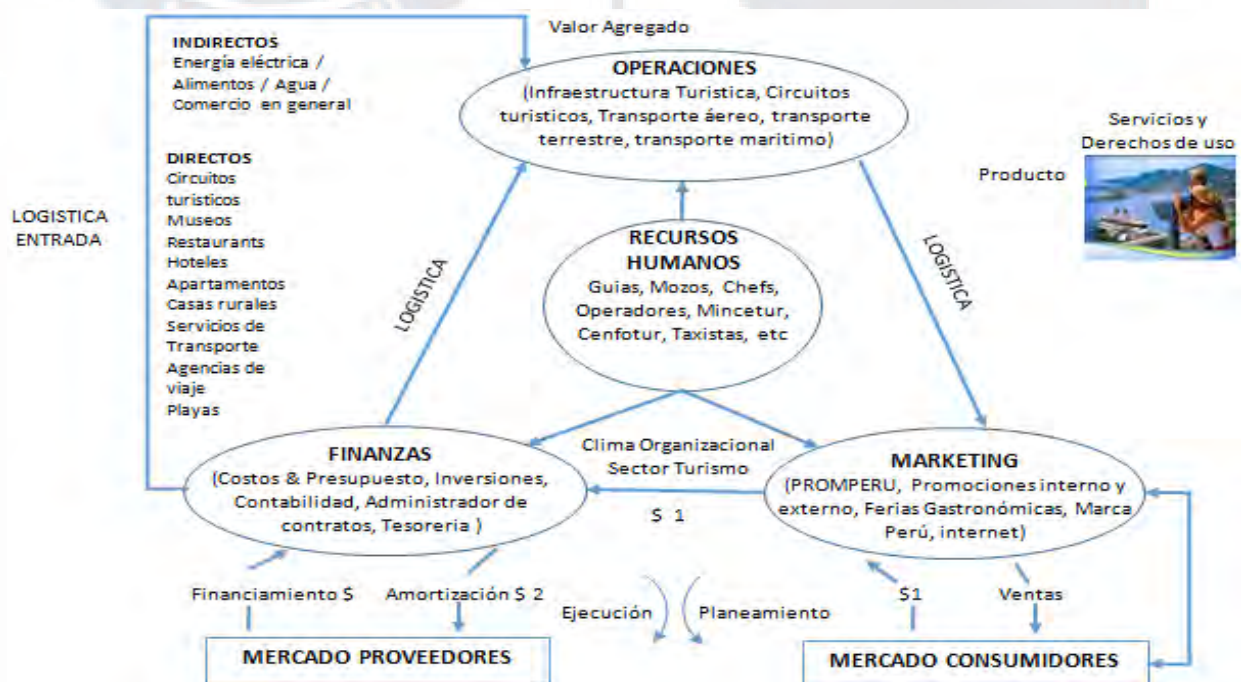 Valor Agregado
INDIRECTOS
Energía eléctrica /
Alimentos / Agua /
Comercio en general
OPERACIONES
(Infraestructura Turistica, Circuitos
turisticos, Transporte áereo, transporte
terrestre, transporte maritimo)
Servicios y
Derechos de uso
Producto
DIRECTOS
Circuitos
turisticos
Museos
Restaurants
Hoteles
Apartamentos
Casas rurales
Servicios de
Transporte
Agencias de
viaje
Playas
LOGISTICA
ENTRADA
RECURSOS
HUMANOS
Guias, Mozos, Chefs,
Operadores, Mincetur,
Cenfotur, Taxistas, etc
LOGISTICA
LOGISTICA
FINANZAS
(Costos & Presupuesto, Inversiones,
Contabilidad, Administrador de
contratos, Tesoreria )
Clima Organizacional
Sector Turismo
$ 1
MARKETING
(PROMPERU, Promociones interno y
externo, Ferias Gastronómicas, Marca
Perú, internet)
Financiamiento $
Amortización $ 2
Ejecución
Planeamiento
$1
Ventas
MERCADO PROVEEDORES
MERCADO CONSUMIDORES